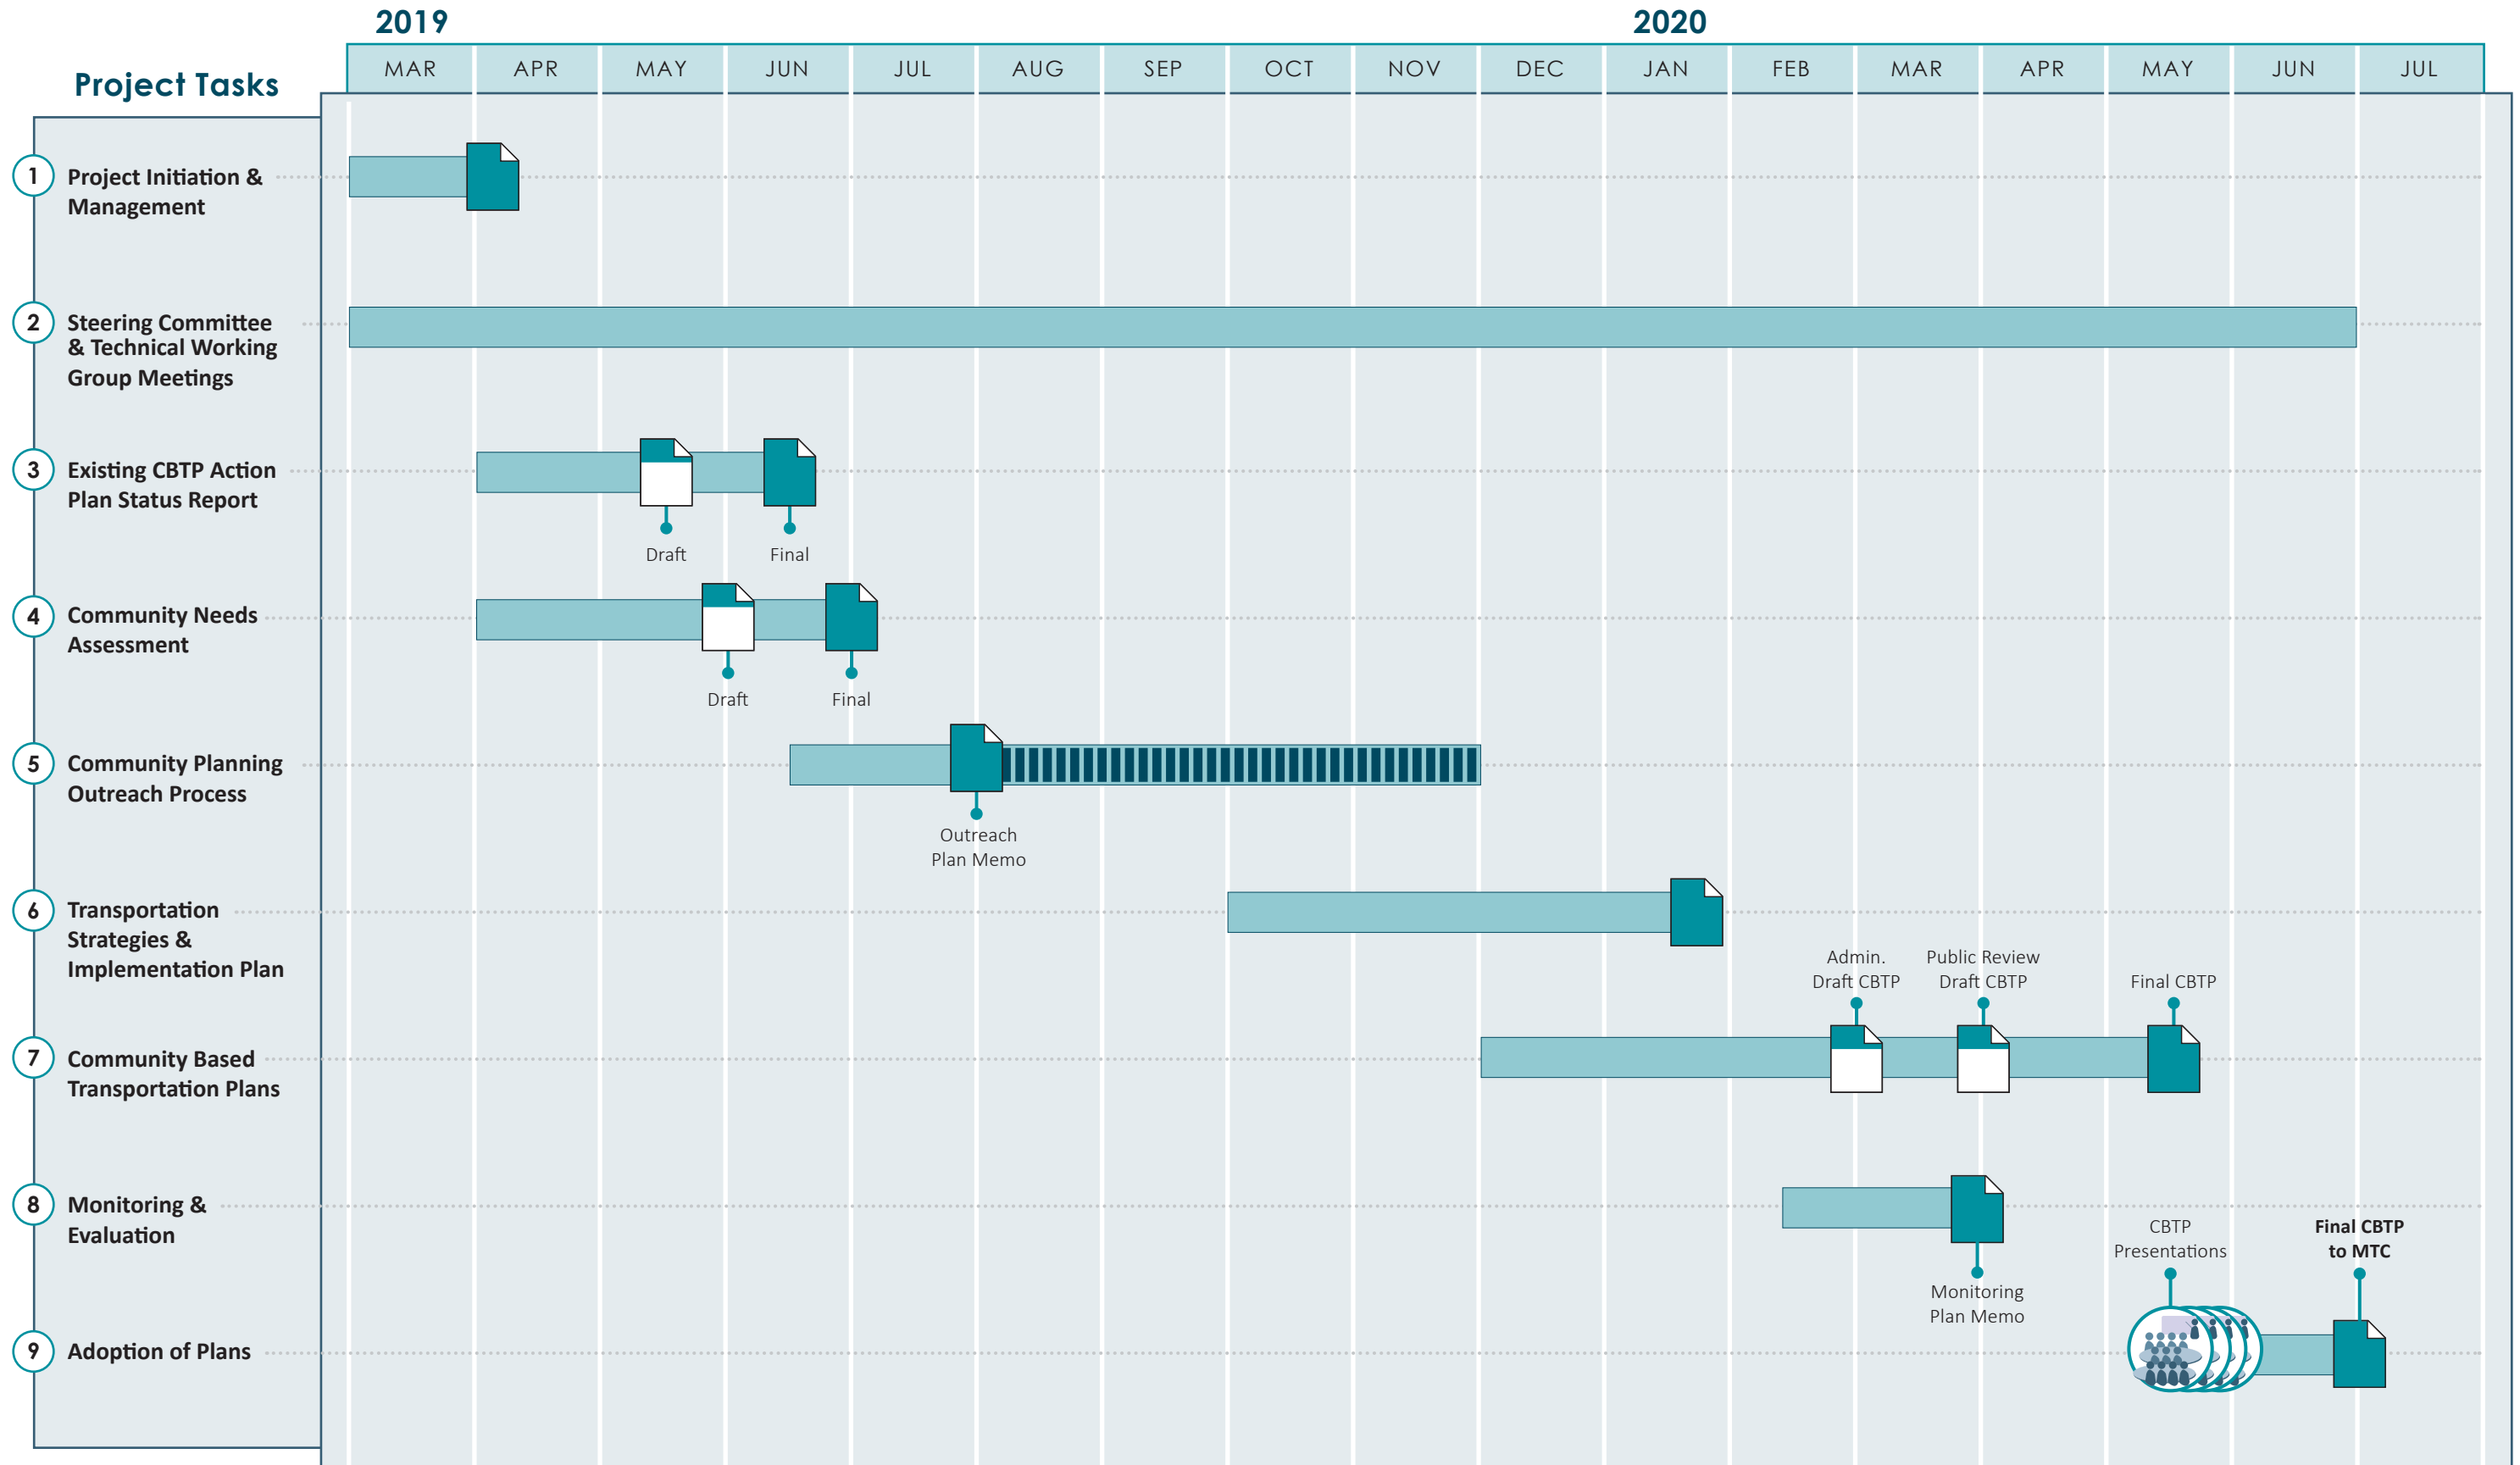 2019
2020
Project Tasks
MAR APR MAY JUN JUL AUG SEP OCT NOV DEC JAN FEB MAR APR MAY JUN JUL
1 Project Initiation &
Management
2 Steering Committee
& Technical Working
Group Meetings
3 Existing CBTP Action
Plan Status Report
Draft
Final
4 Community Needs
Assessment
Draft
Final
5 Community Planning
Outreach Process
Outreach
Plan Memo
6 Transportation
Strategies &
Implementation Plan
Admin.
Draft CBTP
Public Review
Draft CBTP
Final CBTP
7 Community Based
Transportation Plans
8 Monitoring &
Evaluation
Monitoring
Plan Memo
CBTP
Presentations
Final CBTP
to MTC
9 Adoption of Plans